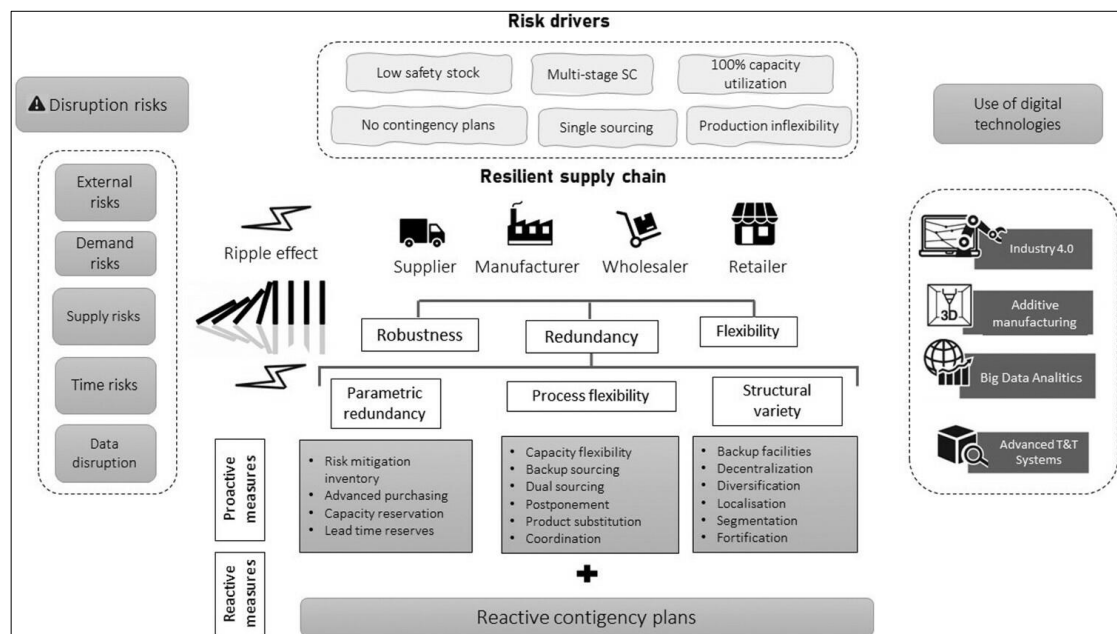 Risk drivers
Low safety stock
Multi-stage SC
100% capacity
utilization
No contingency plans
Single sourcing
Production inflexibility
Disruption risks
External
risks
Demand
risks
Supply risks
Time risks
Data
disruption
Resilient supply chain
Ripple effect
Supplier
Manufacturer
Wholesaler
Retailer
Robustness
Redundancy
Flexibility
Parametric
redundancy
Process flexibility
Structural
variety
Proactive
measures
• Risk mitigation
inventory
• Advanced purchasing
• Capacity reservation
• Lead time reserves
• Capacity flexibility
• Backup sourcing
• Dual sourcing
• Postponement
• Product substitution
• Coordination
• Backup facilities
• Decentralization
• Diversification
• Localisation
• Segmentation
• Fortification
Reactive
measures
+
Reactive contigency plans
Use of digital
technologies
Industry 4.0
3D
Additive
manufacturing
Big Data Analitics
Advanced T&T
Systems